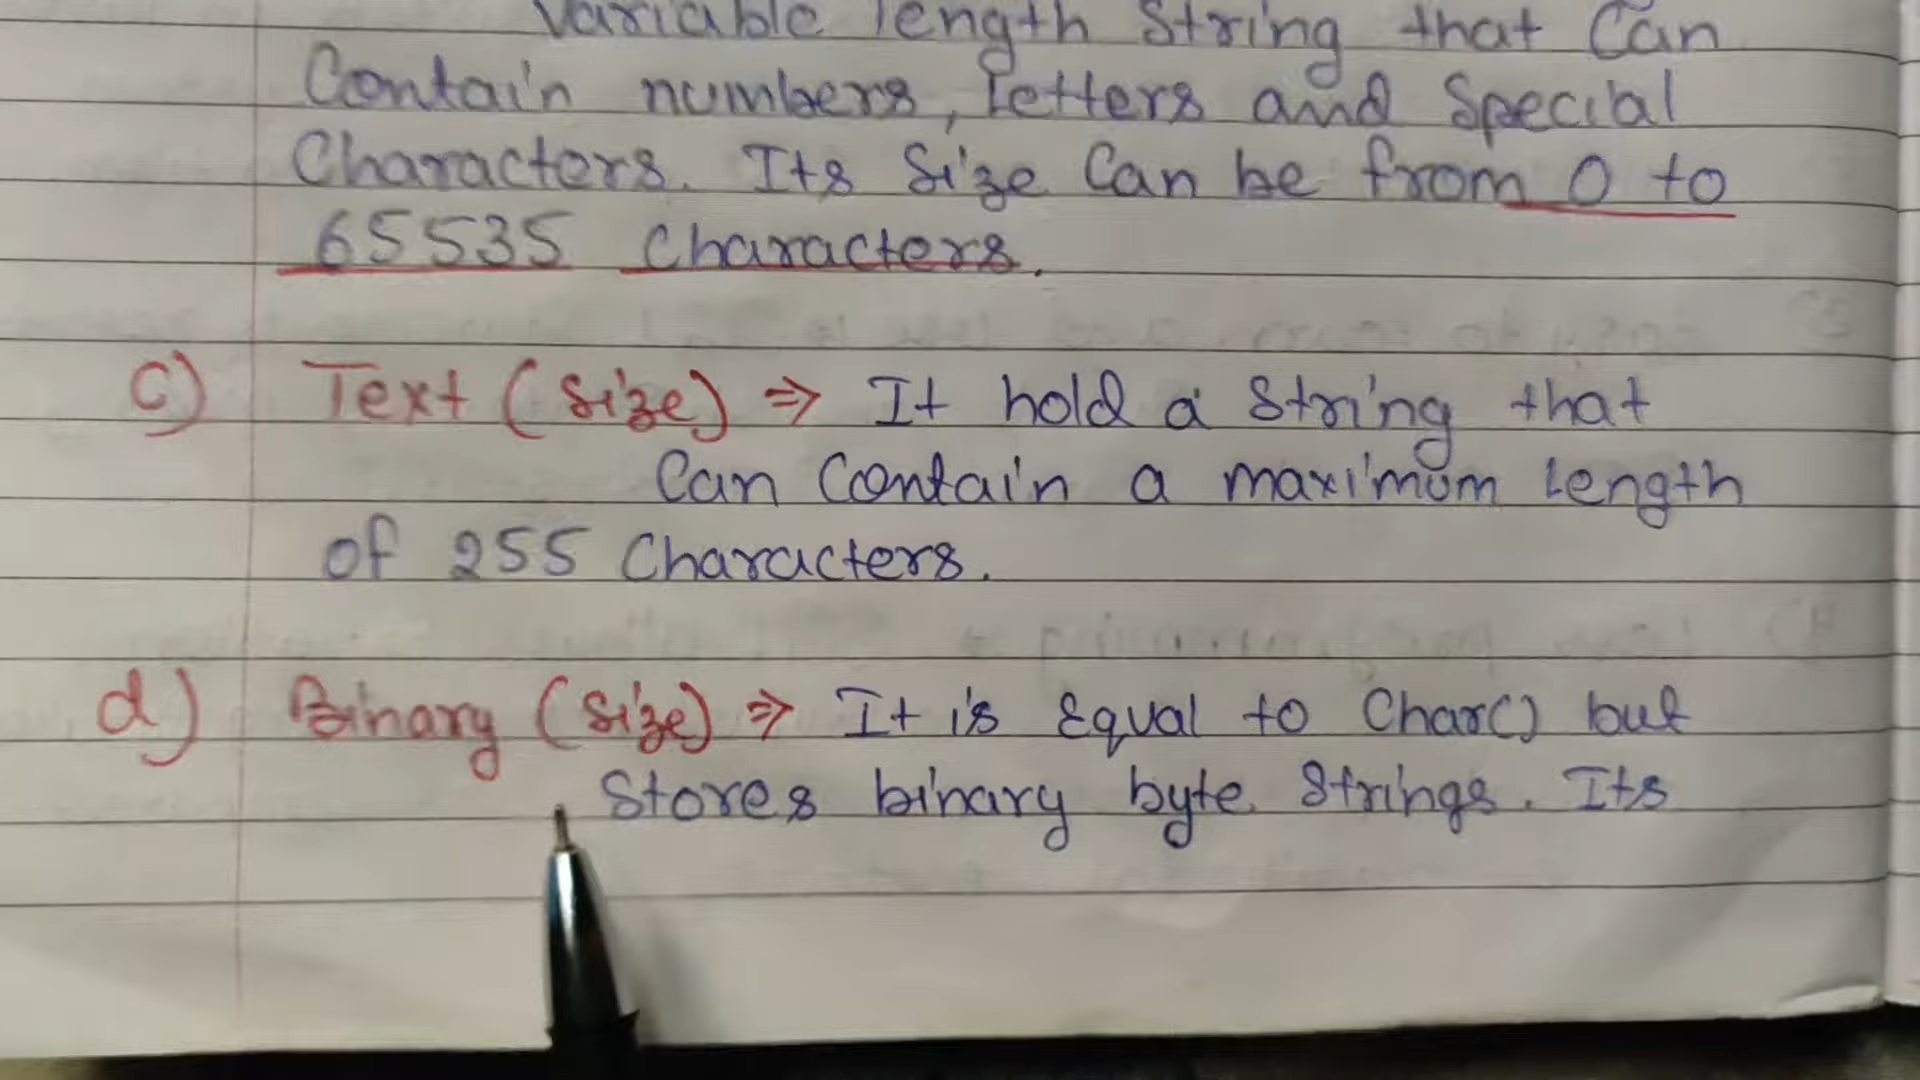 Variable length String that Can
Contain numbers, letters and Special
Characters. Its Size Can be from 0 to
65535 Characters.
c) Text (Size) ⇒ It hold a String that
Can Contain a maximum length
of 255 Characters.
d) Binary (Size) ⇒ It is Equal to Char() but
Stores binary byte Strings. Its